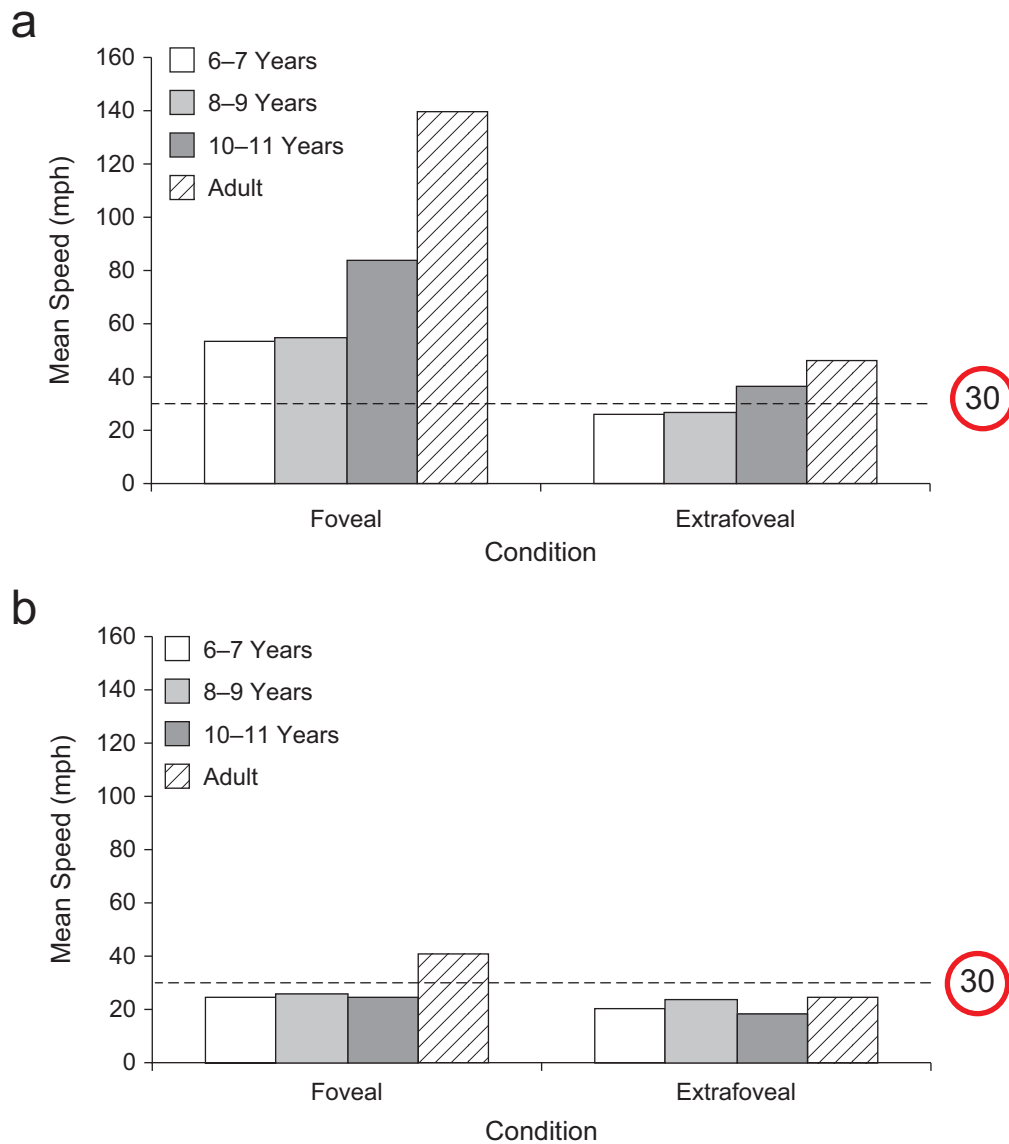 a
160
140
120
100
80
60
40
20
0
Mean Speed (mph)
6–7 Years
8–9 Years
10–11 Years
Adult
30
Foveal
Extrafoveal
Condition
b
160
140
120
100
80
60
40
20
0
Mean Speed (mph)
6–7 Years
8–9 Years
10–11 Years
Adult
30
Foveal
Extrafoveal
Condition